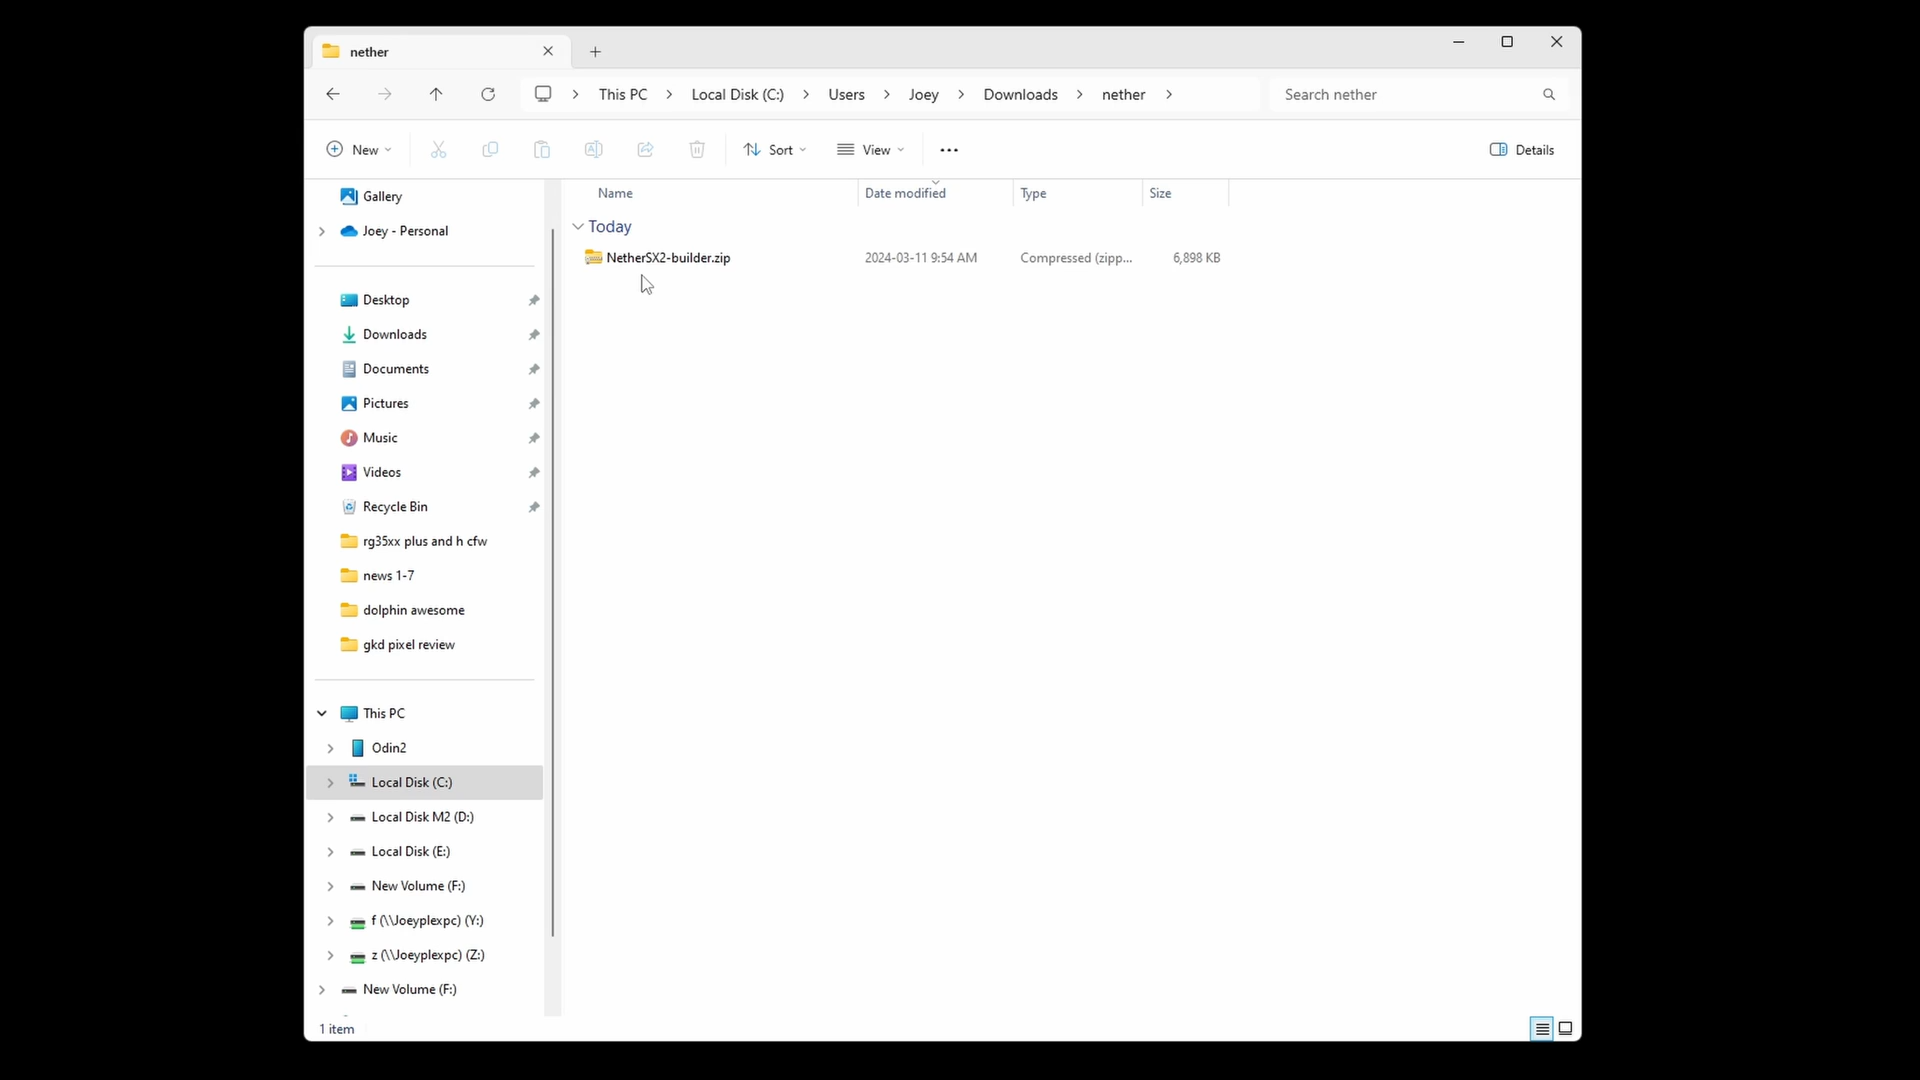 nether
This PC
Local Disk (C:)
Users
Joey
Downloads
nether
Search nether
New
Sort
View
Details
Name
Date modified
Type
Size
Today
NetherSX2-builder.zip
2024-03-11 9:54 AM
Compressed (zipp...
6,898 KB
Gallery
Joey - Personal
Desktop
Downloads
Documents
Pictures
Music
Videos
Recycle Bin
rg35xx plus and h cfw
news 1-7
dolphin awesome
gkd pixel review
This PC
Odin2
Local Disk (C:)
Local Disk M2 (D:)
Local Disk (E:)
New Volume (F:)
f (\\Joeyplexpc) (Y:)
z (\\Joeyplexpc) (Z:)
New Volume (F:)
1 item